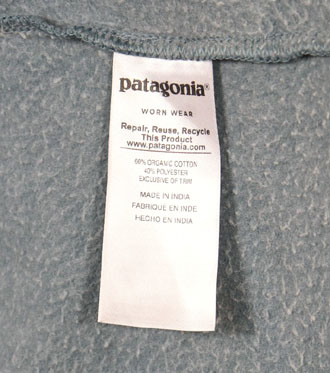 patagonia®
WORN WEAR
Repair, Reuse, Recycle
This Product
www.patagonia.com
60% ORGANIC COTTON
40% POLYESTER
EXCLUSIVE OF TRIM
MADE IN INDIA
FABRIQUÉ EN INDE
HECHO EN INDIA